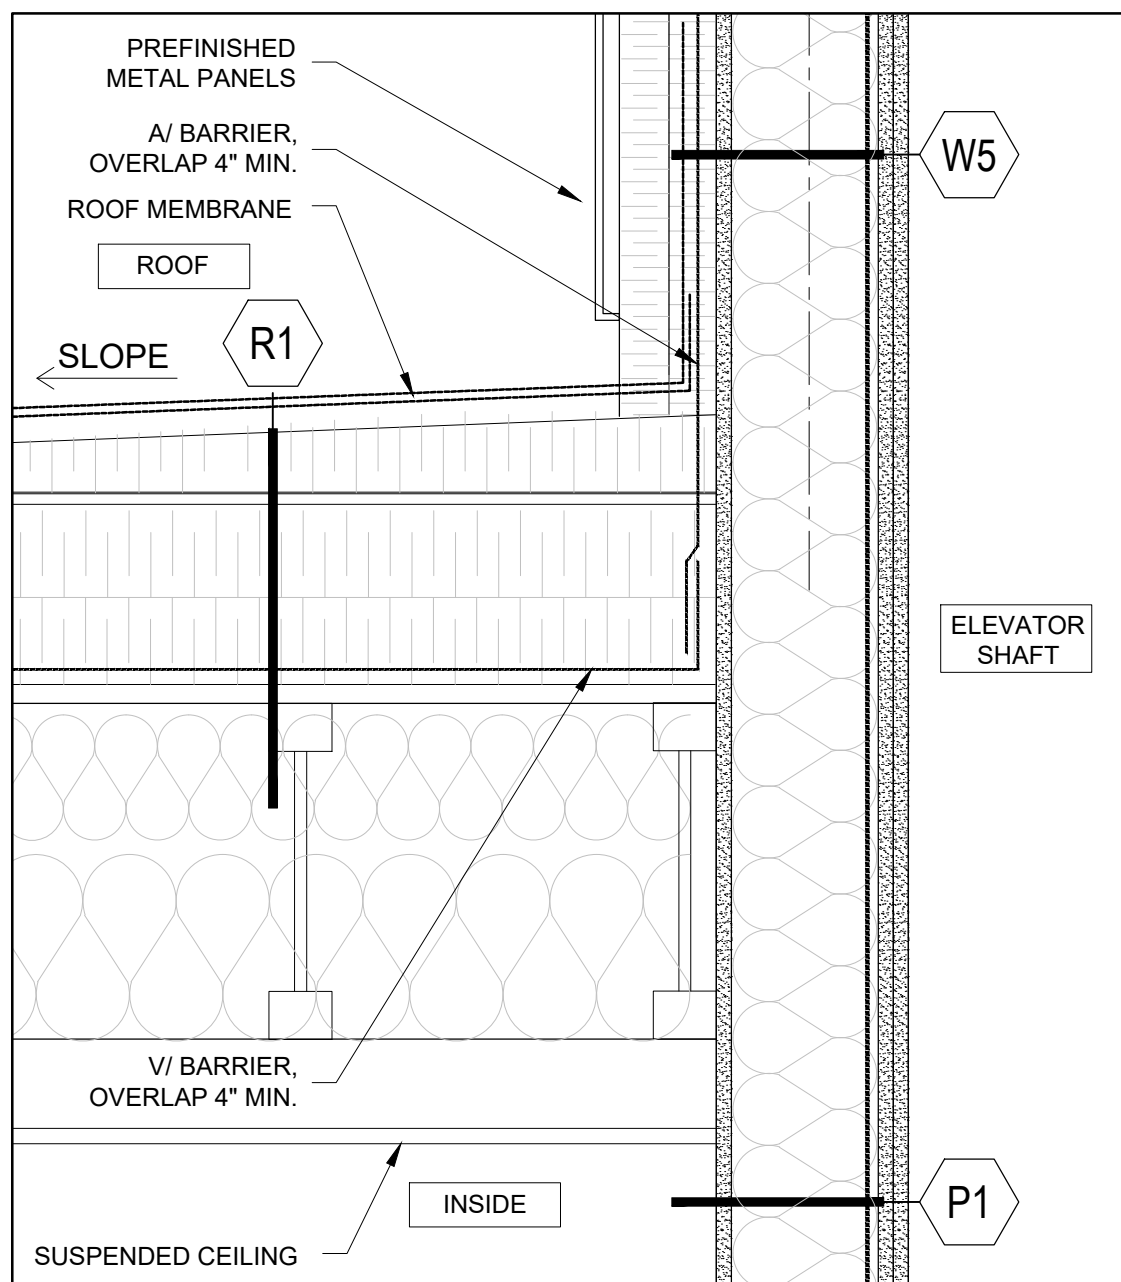 PREFINISHED
METAL PANELS
A/ BARRIER,
OVERLAP 4" MIN.
W5
ROOF MEMBRANE
ROOF
R1
SLOPE
ELEVATOR
SHAFT
V/ BARRIER,
OVERLAP 4" MIN.
INSIDE
P1
SUSPENDED CEILING